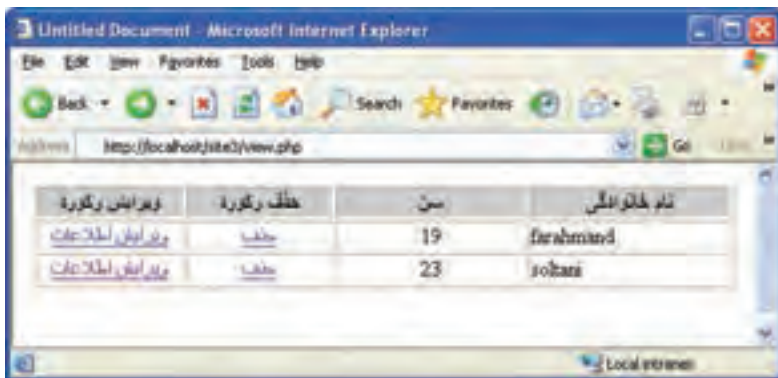 Untitled Document - Microsoft Internet Explorer
File Edit View Favorites Tools Help
Back Search Favorites
Address http://localhost/site3/view.php Go
نام خانوادگی سن حذف رکورد ویرایش رکورد
farahmand 19 حذف ویرایش اطلاعات
soltani 23 حذف ویرایش اطلاعات
Local intranet